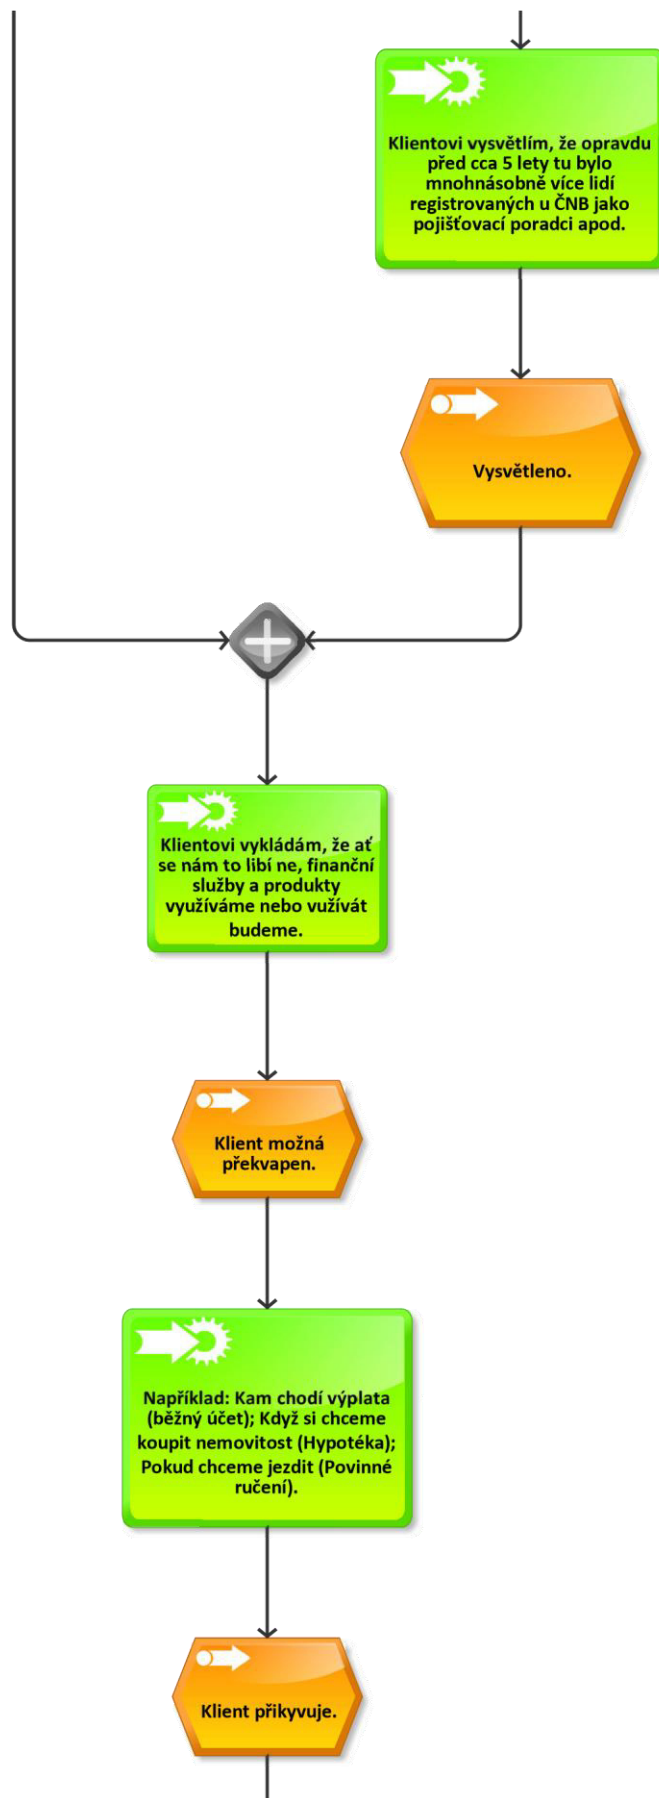 Klientovi vysvětlím, že opravdu
před cca 5 lety tu bylo
mnohnásobně více lidí
registrovaných u ČNB jako
pojišťovací poradci apod.
Vysvětleno.
Klientovi vykládám, že ať
se nám to libí ne, finanční
služby a produkty
využíváme nebo vužívát
budeme.
Klient možná
překvapen.
Například: Kam chodí výplata
(běžný účet); Když si chceme
koupit nemovitost (Hypotéka);
Pokud chceme jezdit (Povinné
ručení).
Klient přikyvuje.